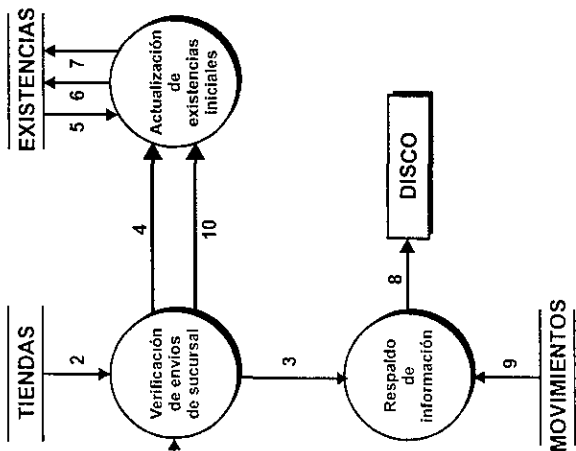 TIENDAS
EXISTENCIAS
2
5
6
7
Verificación
de envíos
de sucursal
4
10
Actualización
de
existencias
iniciales
3
Respaldo
de
información
8
DISCO
9
MOVIMIENTOS